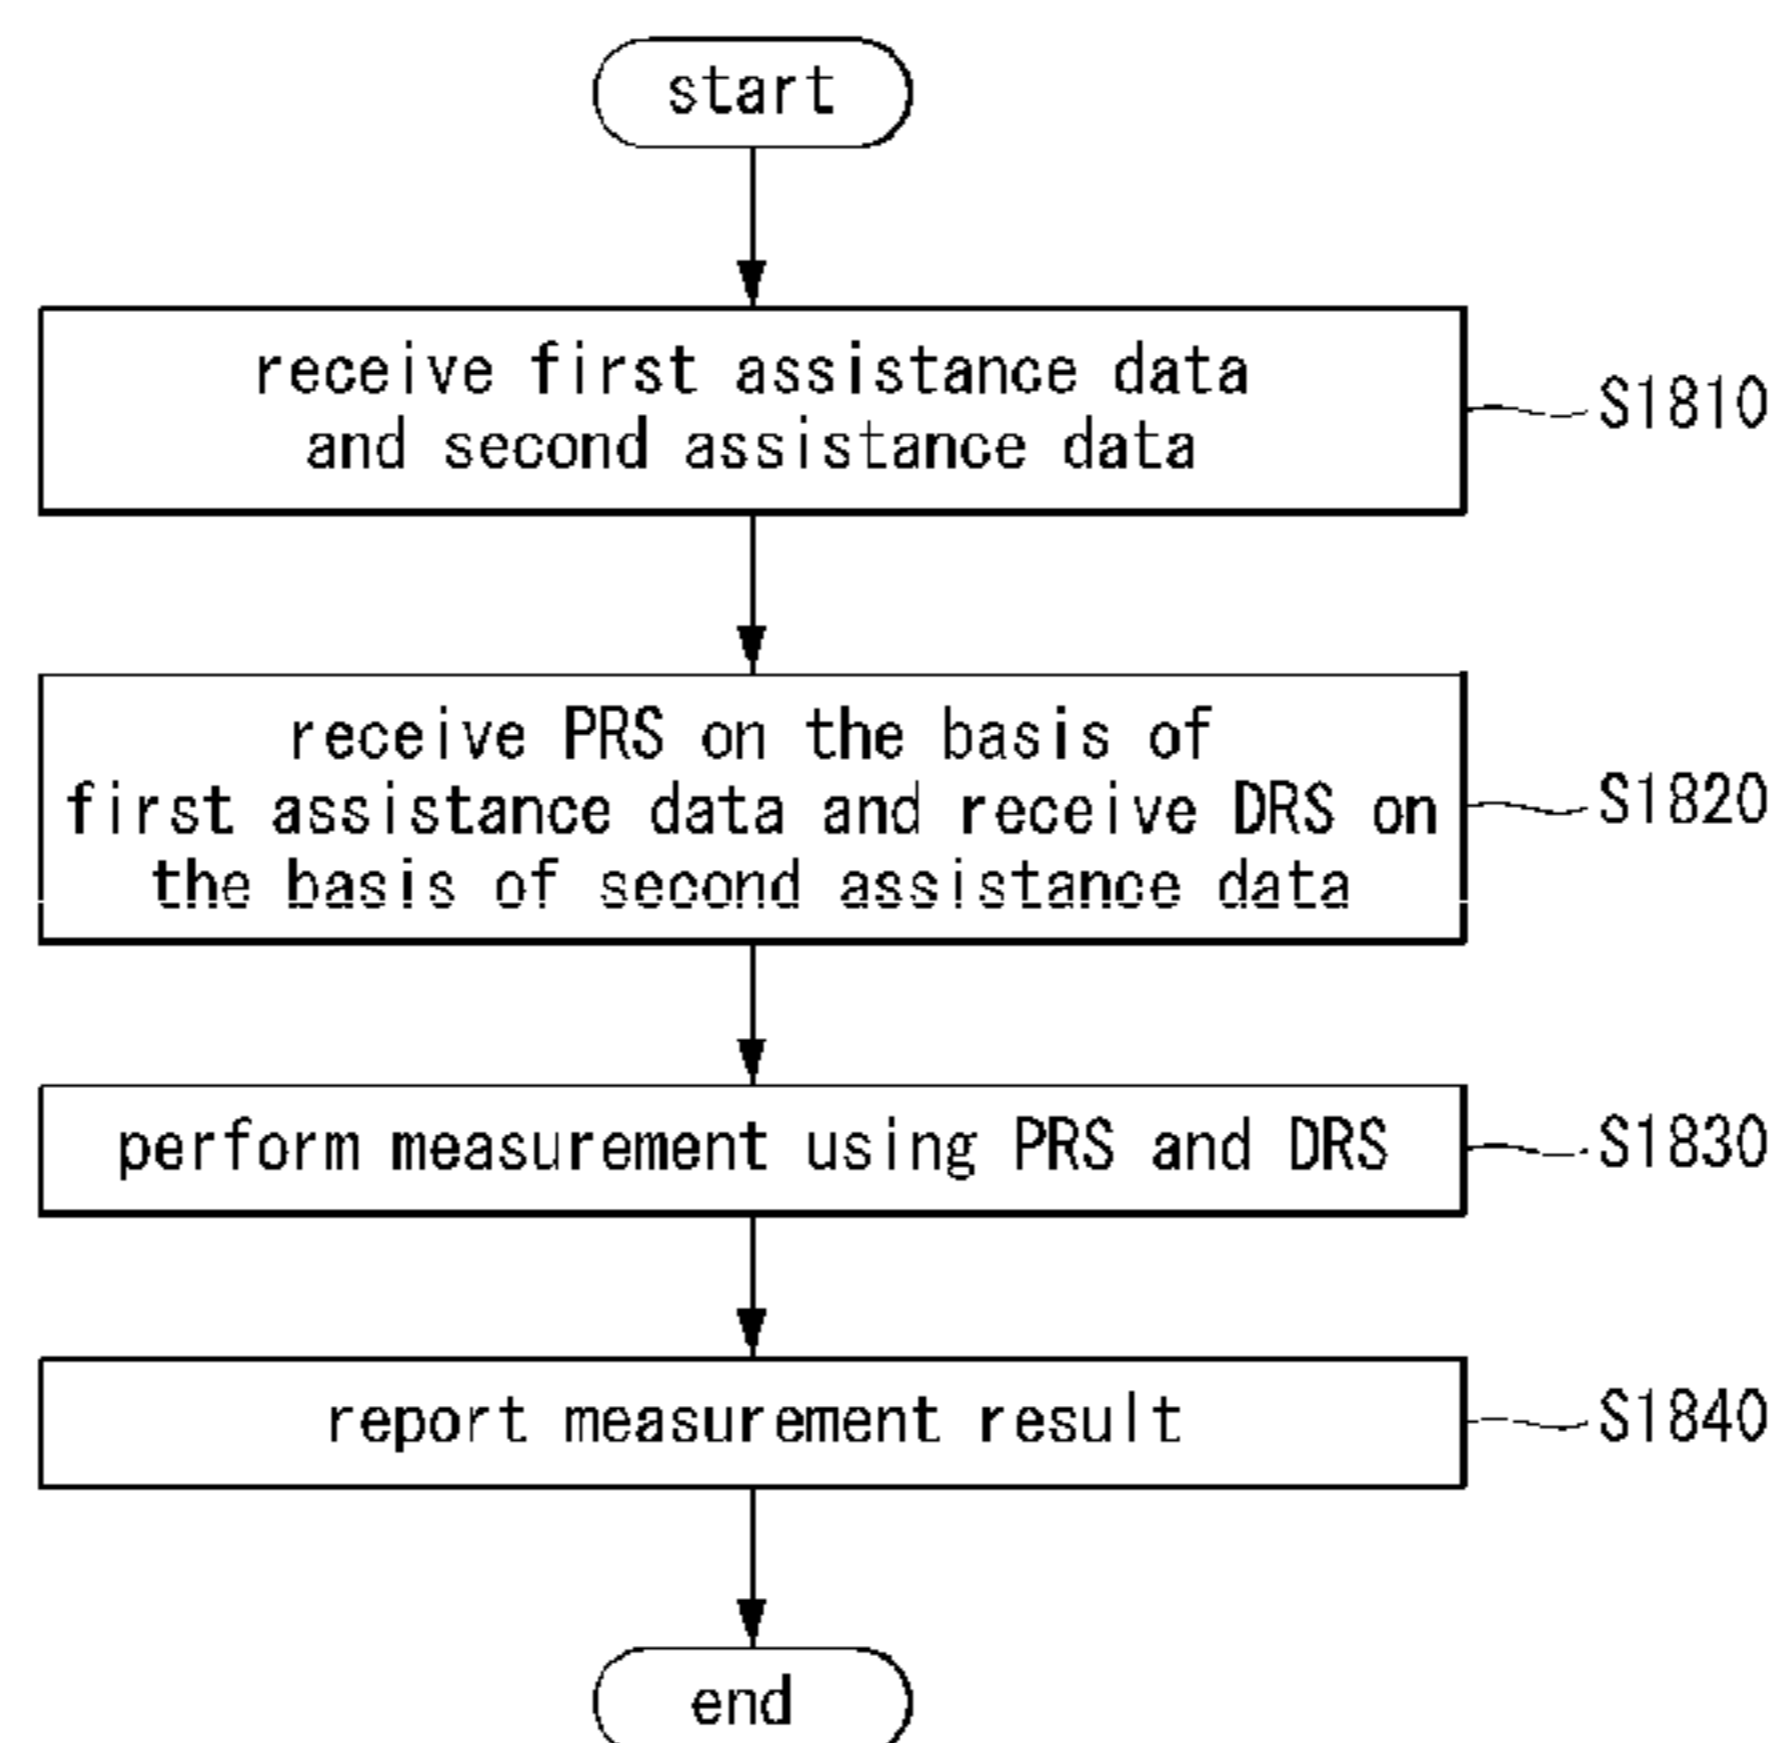 start
receive first assistance data
and second assistance data
S1810
receive PRS on the basis of
first assistance data and receive DRS on
the basis of second assistance data
S1820
perform measurement using PRS and DRS
S1830
report measurement result
S1840
end